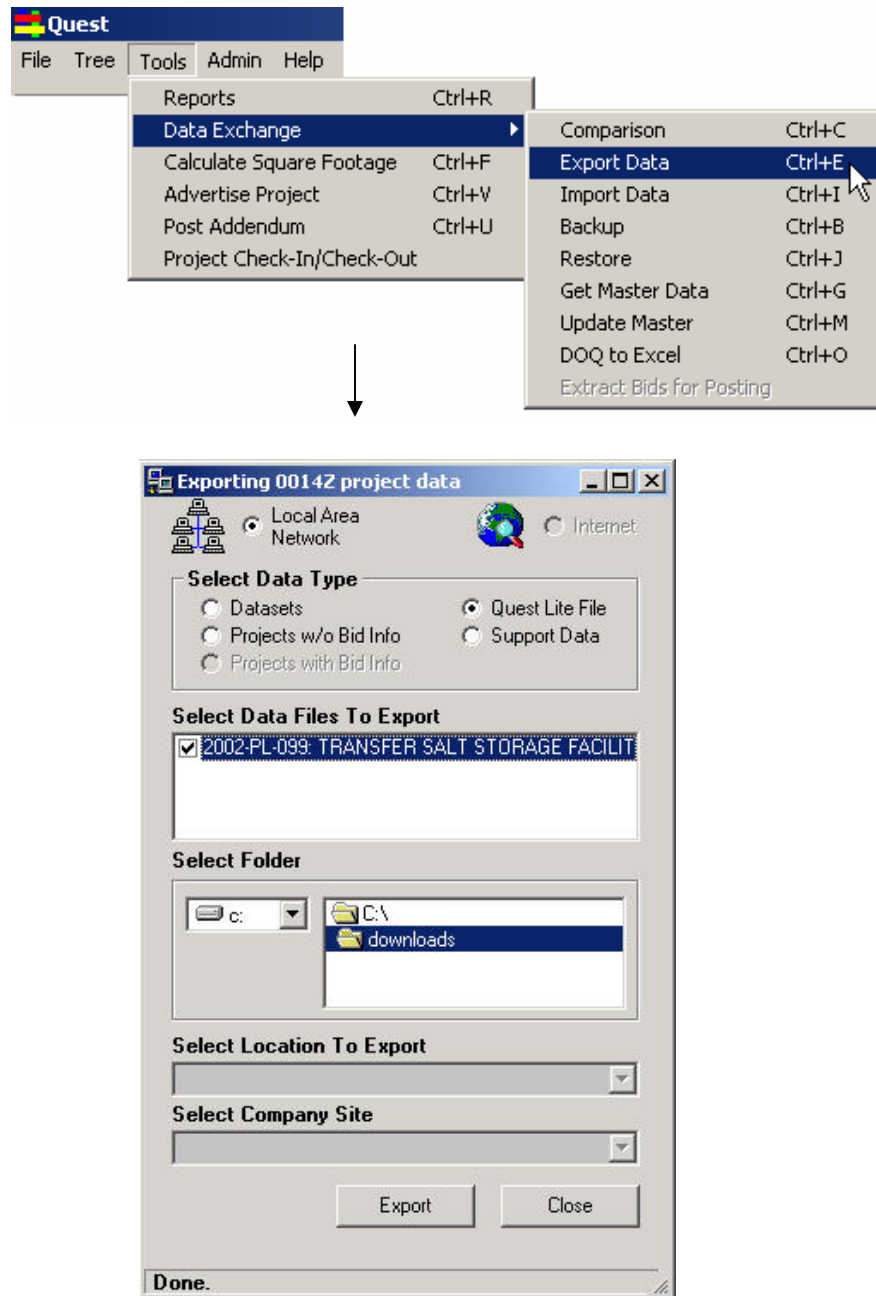 Quest
File Tree Tools Admin Help
Reports Ctrl+R
Data Exchange
Calculate Square Footage Ctrl+F
Advertise Project Ctrl+V
Post Addendum Ctrl+U
Project Check-In/Check-Out
Comparison Ctrl+C
Export Data Ctrl+E
Import Data Ctrl+I
Backup Ctrl+B
Restore Ctrl+J
Get Master Data Ctrl+G
Update Master Ctrl+M
DOQ to Excel Ctrl+O
Extract Bids for Posting
Exporting 0014Z project data
Local Area
Network
Internet
Select Data Type
Datasets Quest Lite File
Projects w/o Bid Info Support Data
Projects with Bid Info
Select Data Files To Export
2002-PL-099: TRANSFER SALT STORAGE FACILIT
Select Folder
c: C:\
downloads
Select Location To Export
Select Company Site
Export Close
Done.